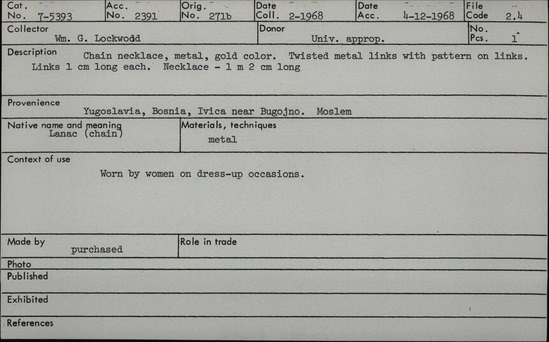 Cat. No. 7-5393 Acc. No. 2391 Orig. No. 271b Date Coll. 2-1968 Date Acc. 4-12-1968 File Code 2.4
Collector Wm. G. Lockwodd Donor Univ. approp. No. Pcs. 1
Description Chain necklace, metal, gold color. Twisted metal links with pattern on links.
Links 1 cm long each. Necklace - 1 m 2 cm long
Provenience Yugoslavia, Bosnia, Ivica near Bugojno. Moslem
Native name and meaning Lanac (chain)
Materials, techniques metal
Context of use
Worn by women on dress-up occasions.
Made by purchased
Role in trade
Photo
Published
Exhibited
References